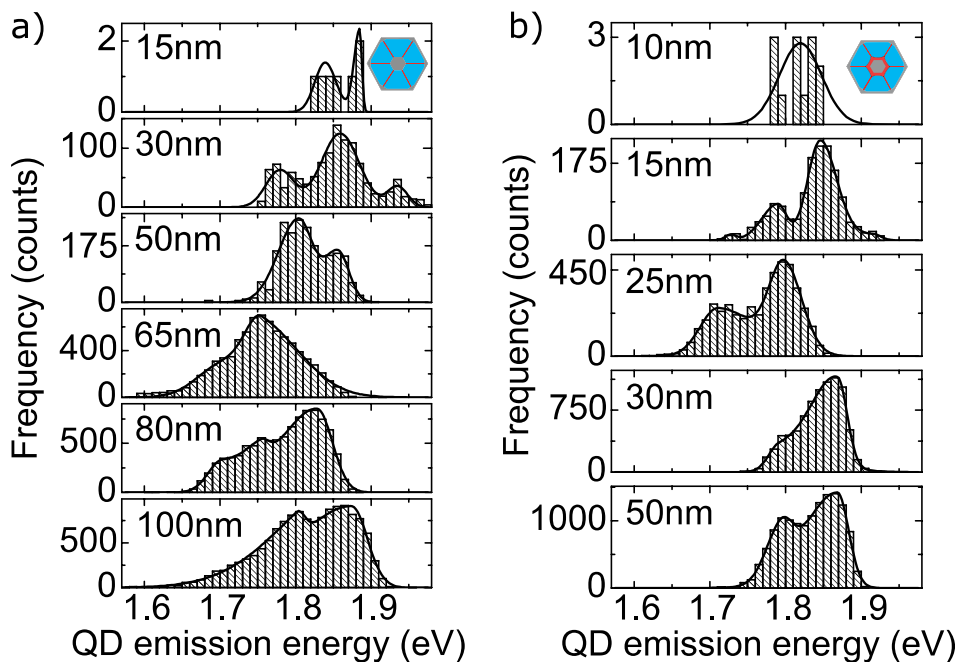 a)
Frequency (counts)
15nm
2
0
30nm
100
0
50nm
175
0
65nm
400
0
80nm
500
0
100nm
500
0
1.6 1.7 1.8 1.9
QD emission energy (eV)
b)
Frequency (counts)
10nm
3
0
15nm
175
0
25nm
450
0
30nm
750
0
50nm
1000
0
1.6 1.7 1.8 1.9
QD emission energy (eV)